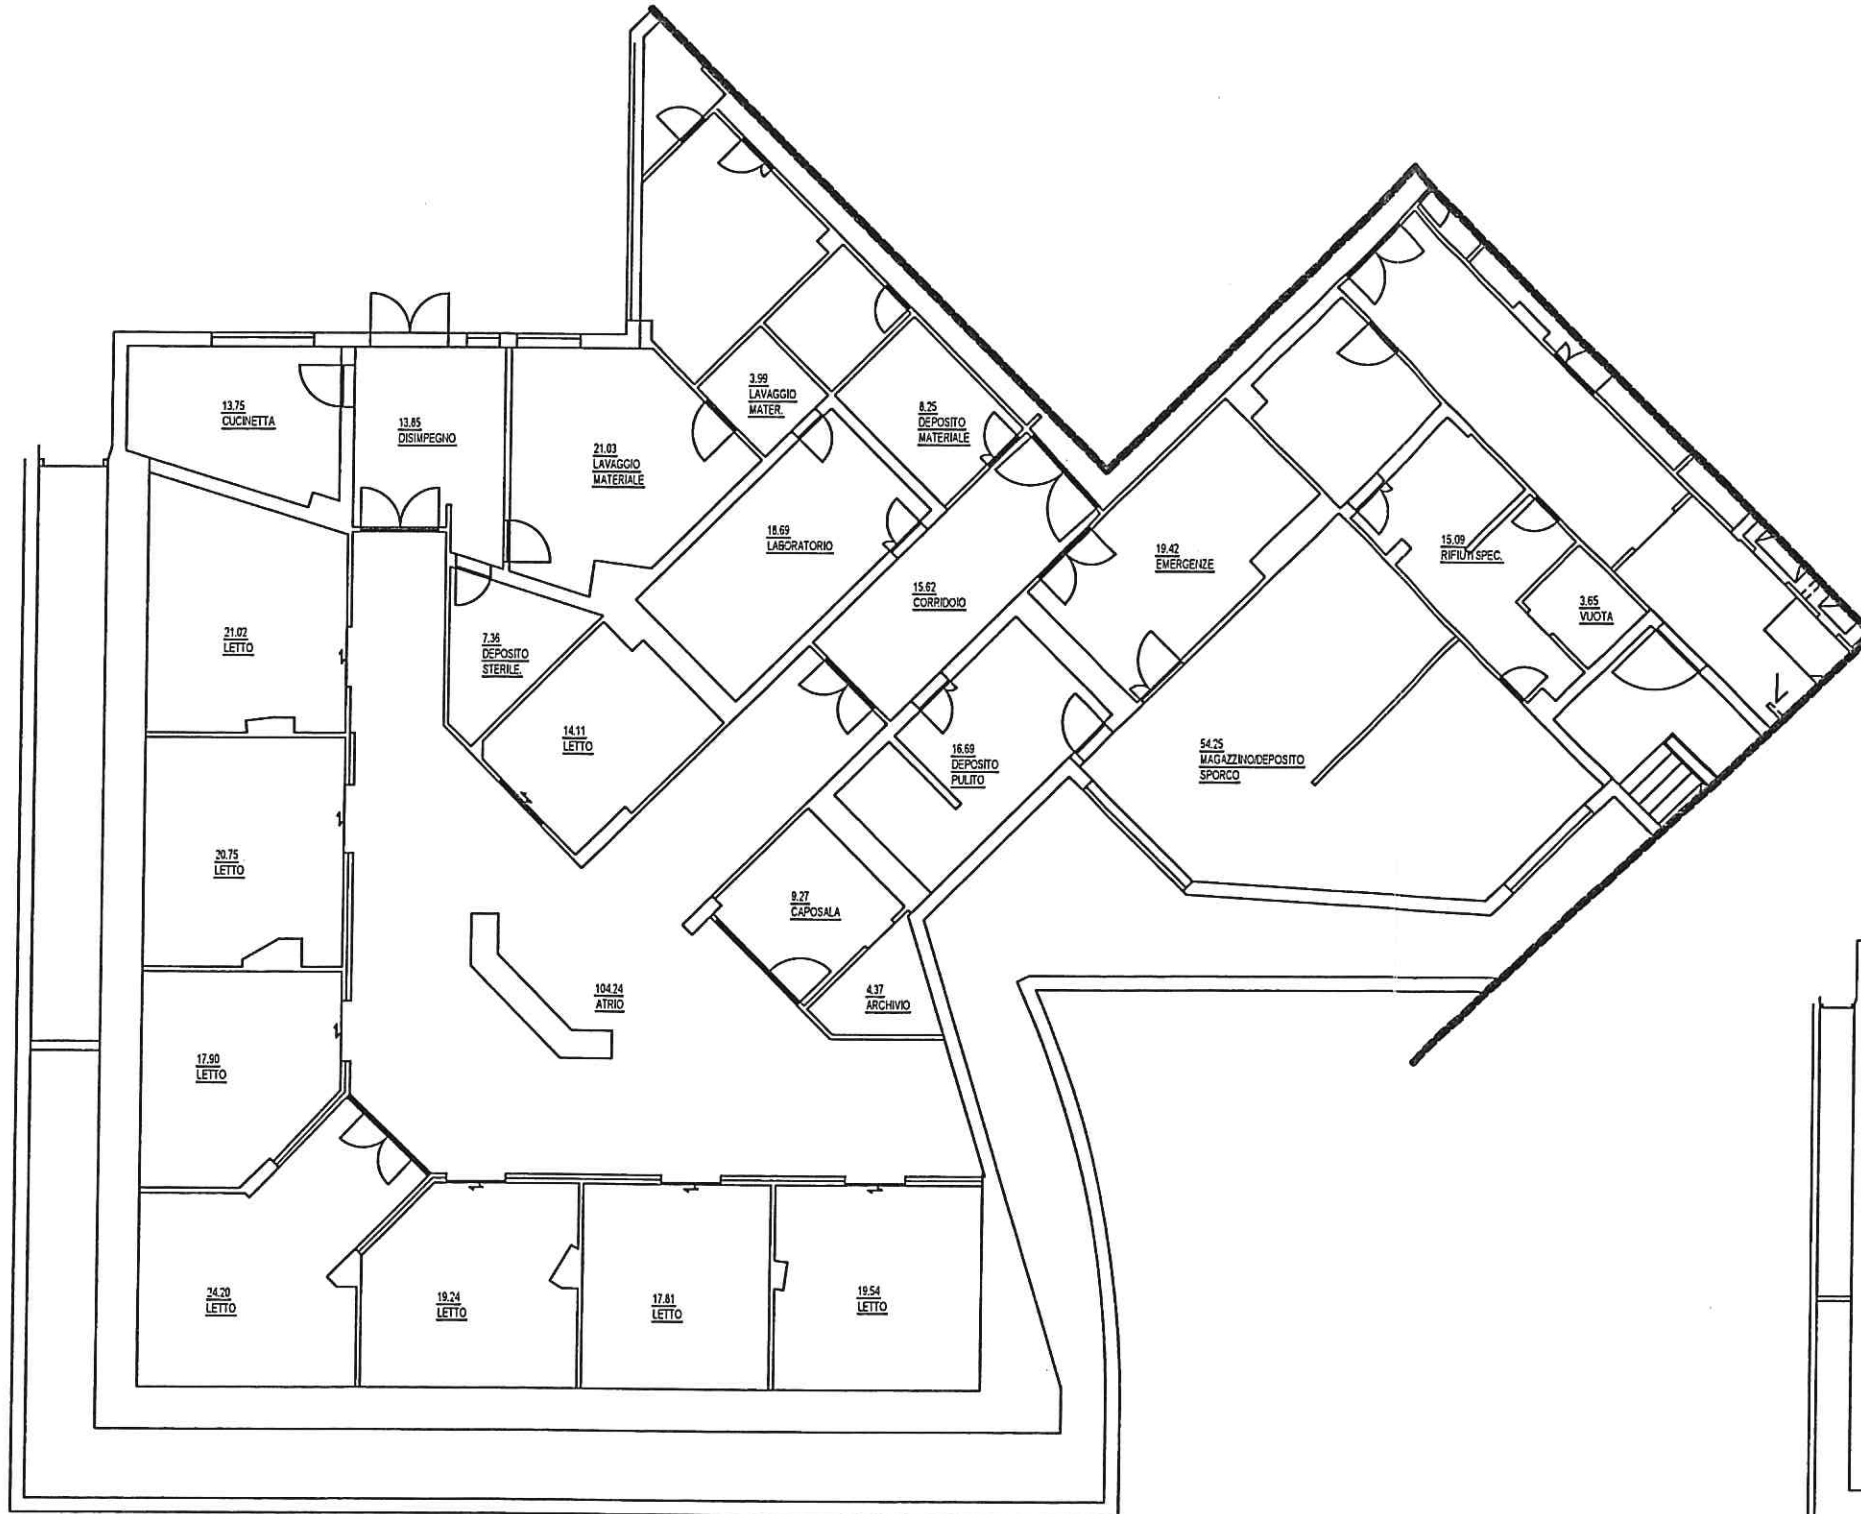 13.75
CUCINETTA
13.85
DISIMPEGNO
21.03
LAVAGGIO
MATERIALE
3.99
LAVAGGIO
MATER.
8.25
DEPOSITO
MATERIALE
18.69
LABORATORIO
15.62
CORRIDOIO
19.42
EMERGENZE
15.09
RIFIUTI SPEC.
3.65
VUOTA
21.02
LETTO
7.36
DEPOSITO
STERILE.
14.11
LETTO
16.69
DEPOSITO
PULITO
54.25
MAGAZZINO/DEPOSITO
SPORCO
20.75
LETTO
9.27
CAPOSALA
104.24
ATRIO
4.37
ARCHIVIO
17.90
LETTO
24.20
LETTO
19.24
LETTO
17.81
LETTO
19.54
LETTO